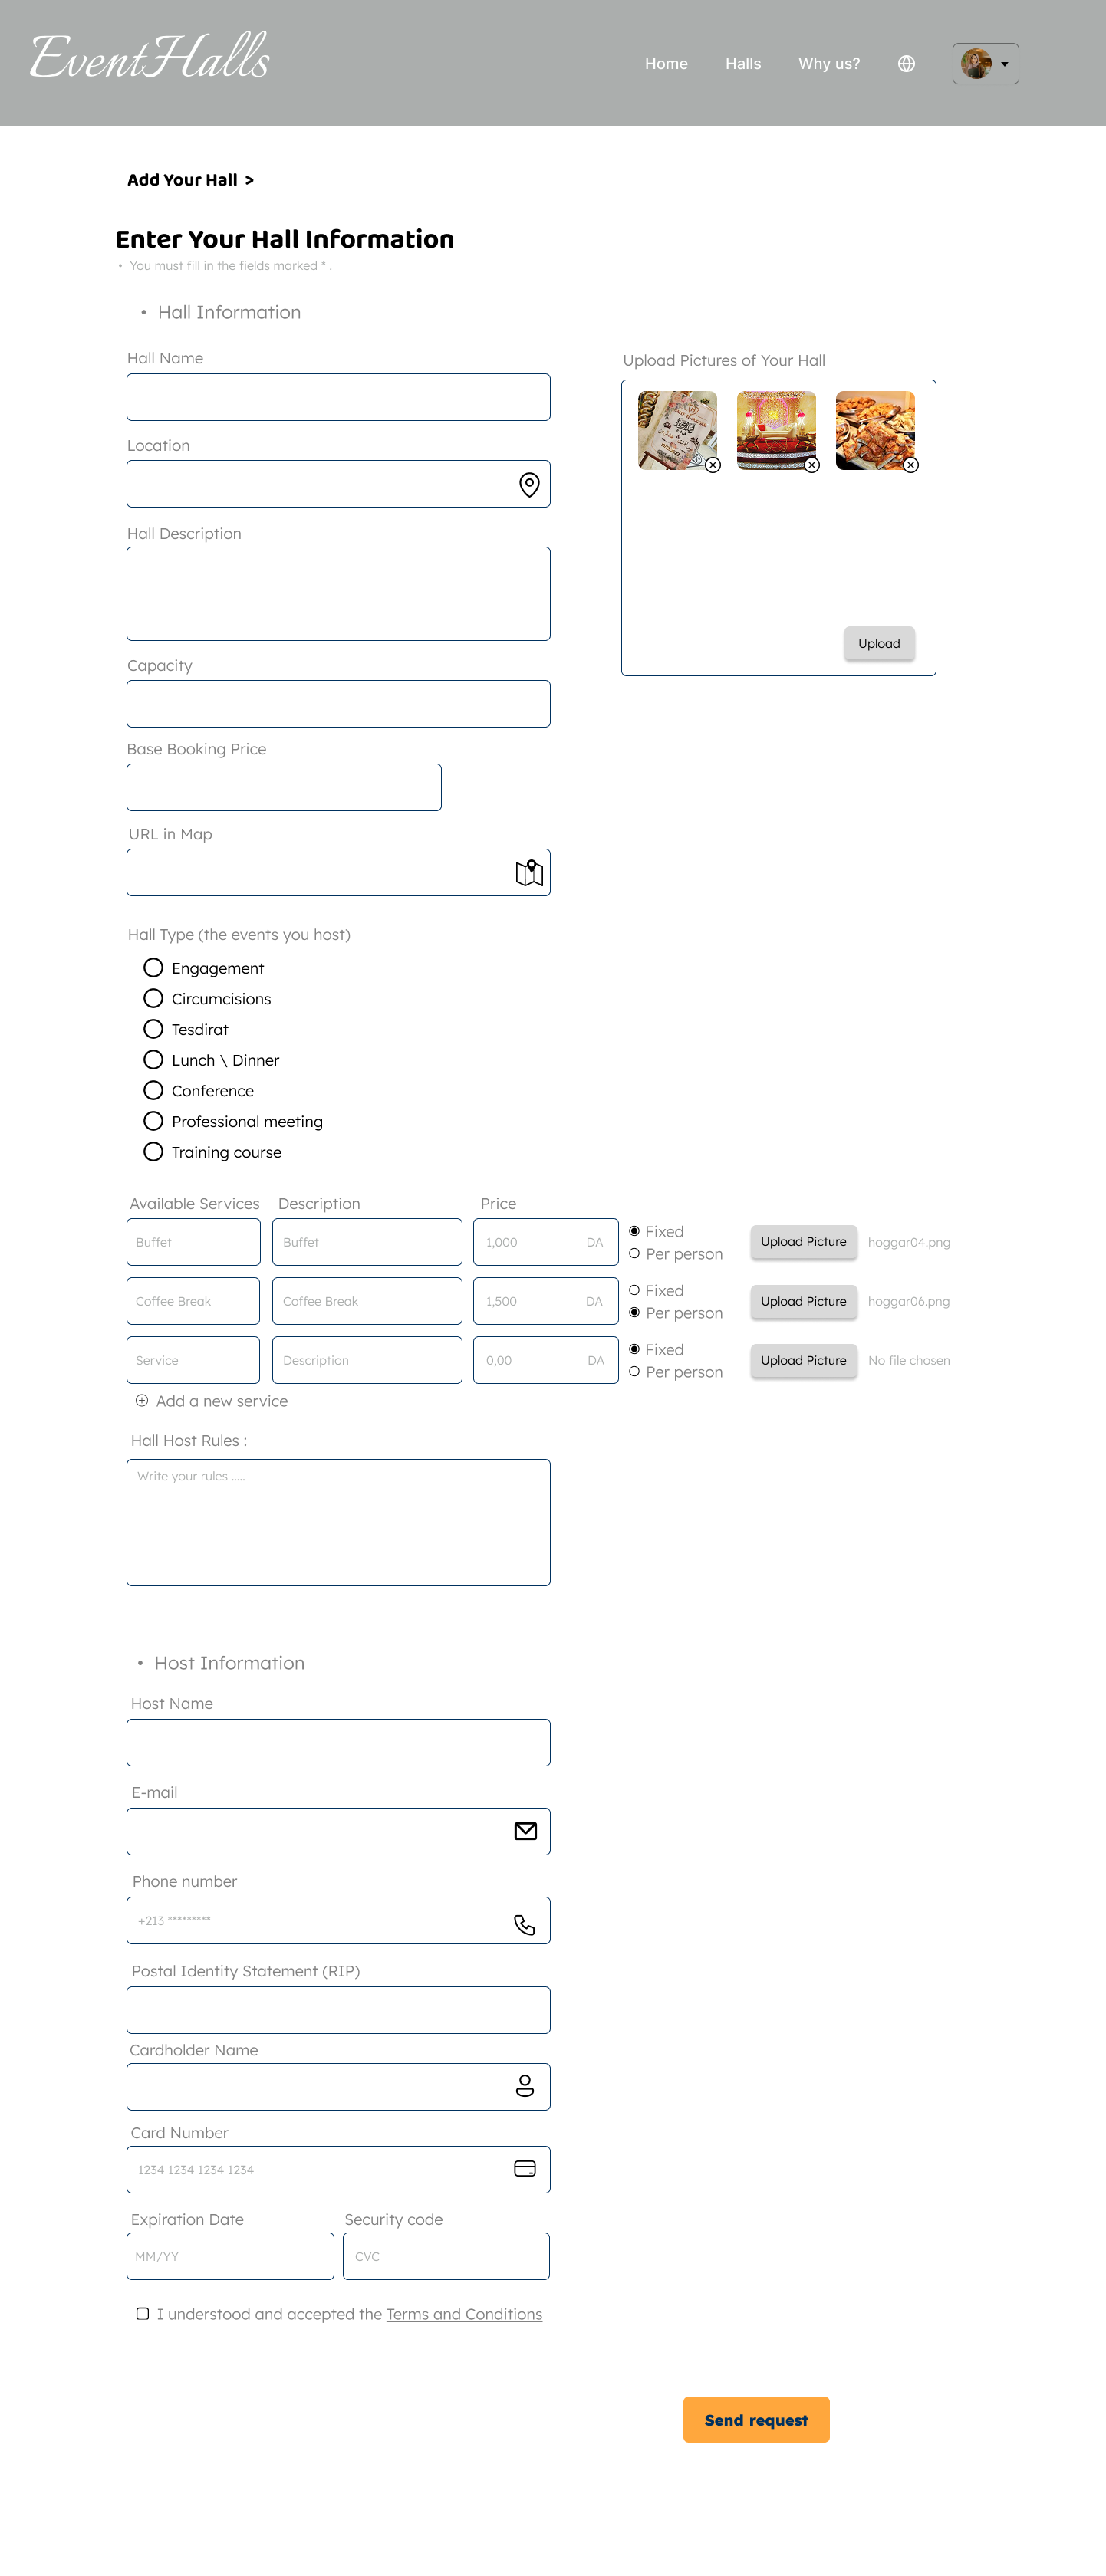 EventHalls
Home Halls Why us?
Add Your Hall >
Enter Your Hall Information
• You must fill in the fields marked * .
• Hall Information
Hall Name
Upload Pictures of Your Hall
Location
Hall Description
Upload
Capacity
Base Booking Price
URL in Map
Hall Type (the events you host)
Engagement
Circumcisions
Tesdirat
Lunch \ Dinner
Conference
Professional meeting
Training course
Available Services Description Price
Buffet Buffet 1,000 DA Fixed Per person Upload Picture hoggar04.png
Coffee Break Coffee Break 1,500 DA Fixed Per person Upload Picture hoggar06.png
Service Description 0,00 DA Fixed Per person Upload Picture No file chosen
Add a new service
Hall Host Rules :
Write your rules .....
• Host Information
Host Name
E-mail
Phone number
+213 *********
Postal Identity Statement (RIP)
Cardholder Name
Card Number
1234 1234 1234 1234
Expiration Date Security code
MM/YY CVC
I understood and accepted the Terms and Conditions
Send request